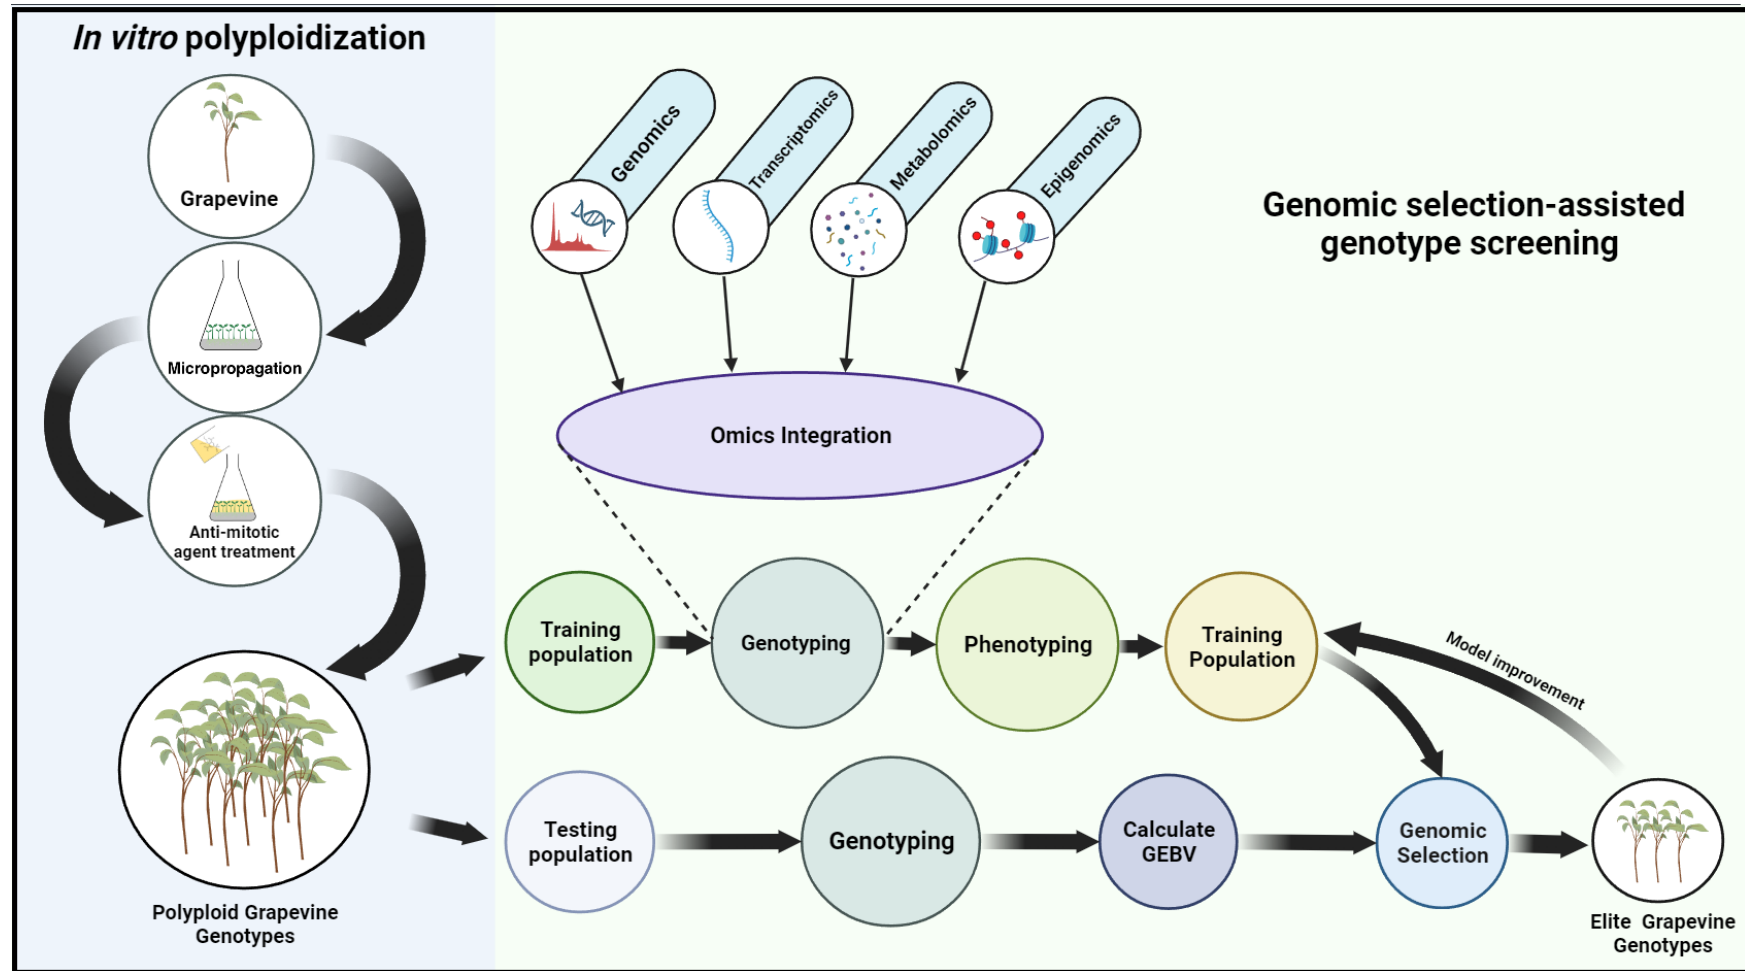 In vitro polyploidization
Grapevine
Micropropagation
Anti-mitotic
agent treatment
Polyploid Grapevine
Genotypes
Genomics
Transcriptomics
Metabolomics
Epigenomics
Genomic selection-assisted
genotype screening
Omics Integration
Training
population
Genotyping
Phenotyping
Training
Population
Model improvement
Testing
population
Genotyping
Calculate
GEBV
Genomic
Selection
Elite Grapevine
Genotypes